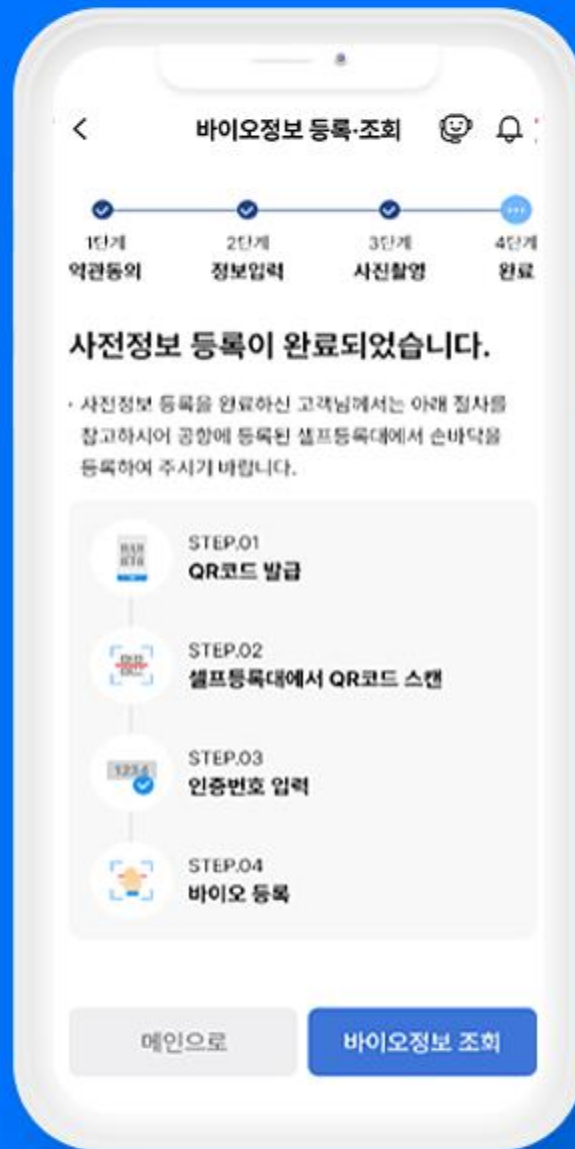 바이오정보 등록·조회
1단계 2단계 3단계 4단계
약관동의 정보입력 사진촬영 완료
사전정보 등록이 완료되었습니다.
· 사전정보 등록을 완료하신 고객님께서는 아래 절차를
참고하시어 공항에 등록된 셀프등록대에서 손바닥을
등록하여 주시기 바랍니다.
STEP.01
QR코드 발급
STEP.02
셀프등록대에서 QR코드 스캔
1234
STEP.03
인증번호 입력
STEP.04
바이오 등록
메인으로 바이오정보 조회